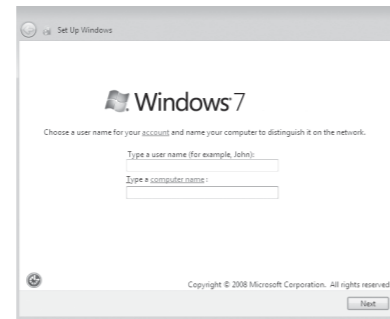 Set Up Windows
Windows 7
Choose a user name for your account and name your computer to distinguish it on the network.
Type a user name (for example, John):
Type a computer name :
Copyright © 2008 Microsoft Corporation. All rights reserved
Next